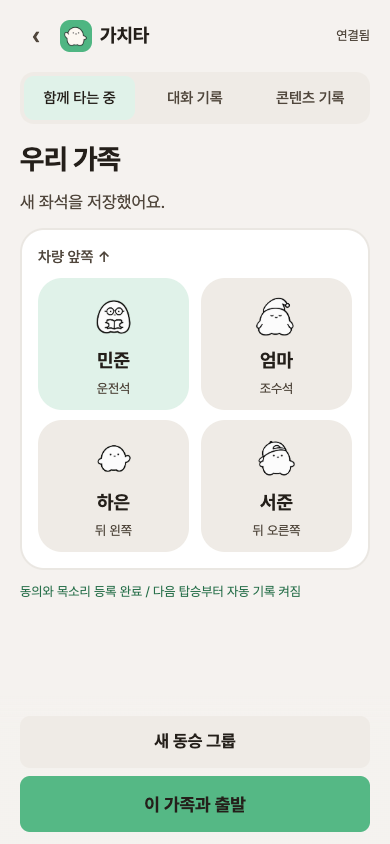 가치타
연결됨
함께 타는 중
대화 기록
콘텐츠 기록
우리 가족
새 좌석을 저장했어요.
차량 앞쪽 ↑
민준
운전석
엄마
조수석
하은
뒤 왼쪽
서준
뒤 오른쪽
동의와 목소리 등록 완료 / 다음 탑승부터 자동 기록 켜짐
새 동승 그룹
이 가족과 출발